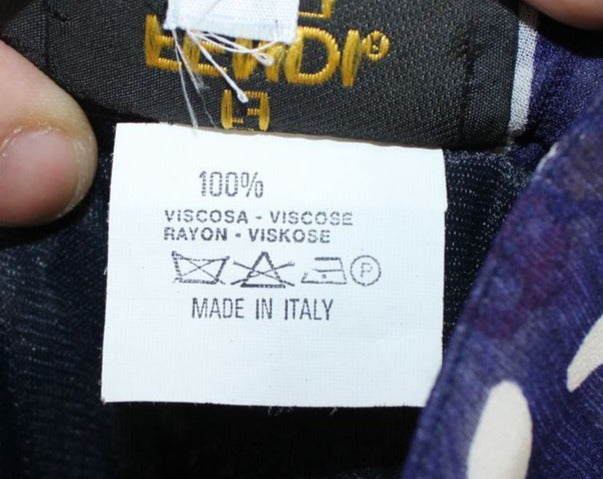 FENDI®
100%
VISCOSA - VISCOSE
RAYON - VISKOSE
P
MADE IN ITALY